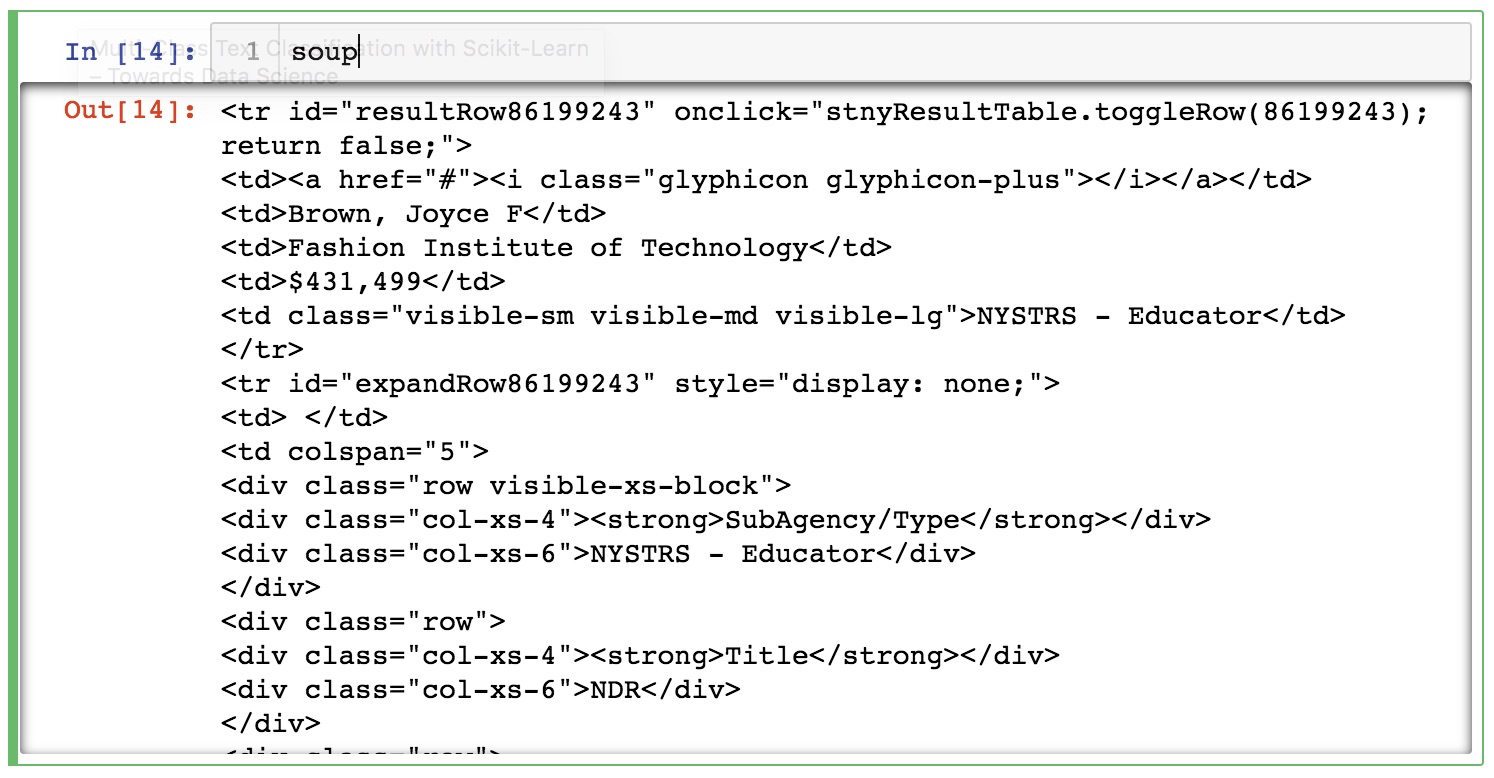 In [14]: 1 soup
Multi-Class Text Classification with Scikit-Learn
– Towards Data Science
Out[14]: <tr id="resultRow86199243" onclick="stnyResultTable.toggleRow(86199243);
return false;">
<td><a href="#"><i class="glyphicon glyphicon-plus"></i></a></td>
<td>Brown, Joyce F</td>
<td>Fashion Institute of Technology</td>
<td>$431,499</td>
<td class="visible-sm visible-md visible-lg">NYSTRS - Educator</td>
</tr>
<tr id="expandRow86199243" style="display: none;">
<td> </td>
<td colspan="5">
<div class="row visible-xs-block">
<div class="col-xs-4"><strong>SubAgency/Type</strong></div>
<div class="col-xs-6">NYSTRS - Educator</div>
</div>
<div class="row">
<div class="col-xs-4"><strong>Title</strong></div>
<div class="col-xs-6">NDR</div>
</div>
<div class="row">